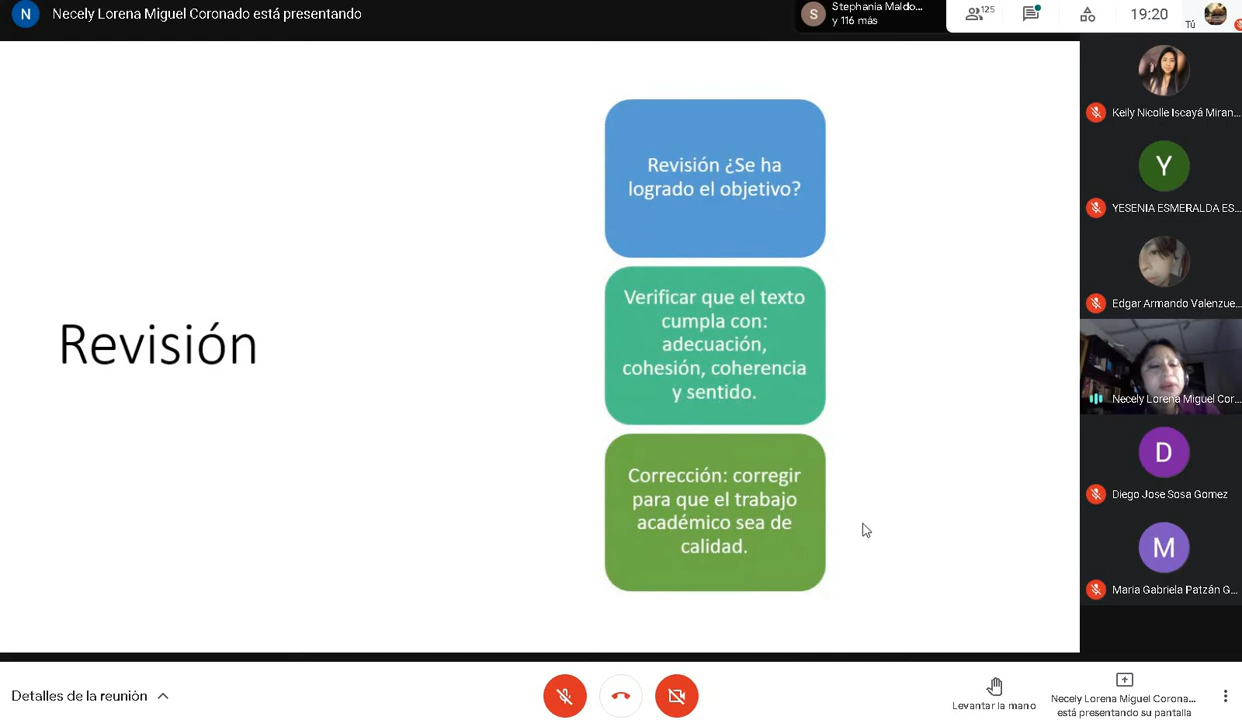 N
Necely Lorena Miguel Coronado está presentando
S
Stephania Maldo...
y 116 más
125
19:20
Tú
Revisión
Revisión ¿Se ha
logrado el objetivo?
Verificar que el texto
cumpla con:
adecuación,
cohesión, coherencia
y sentido.
Corrección: corregir
para que el trabajo
académico sea de
calidad.
Keily Nicolle Iscayá Miran...
Y
YESENIA ESMERALDA ES...
Edgar Armando Valenzue...
Necely Lorena Miguel Cor...
D
Diego Jose Sosa Gomez
M
Maria Gabriela Patzán G...
Detalles de la reunión
Levantar la mano
Necely Lorena Miguel Corona...
está presentando su pantalla